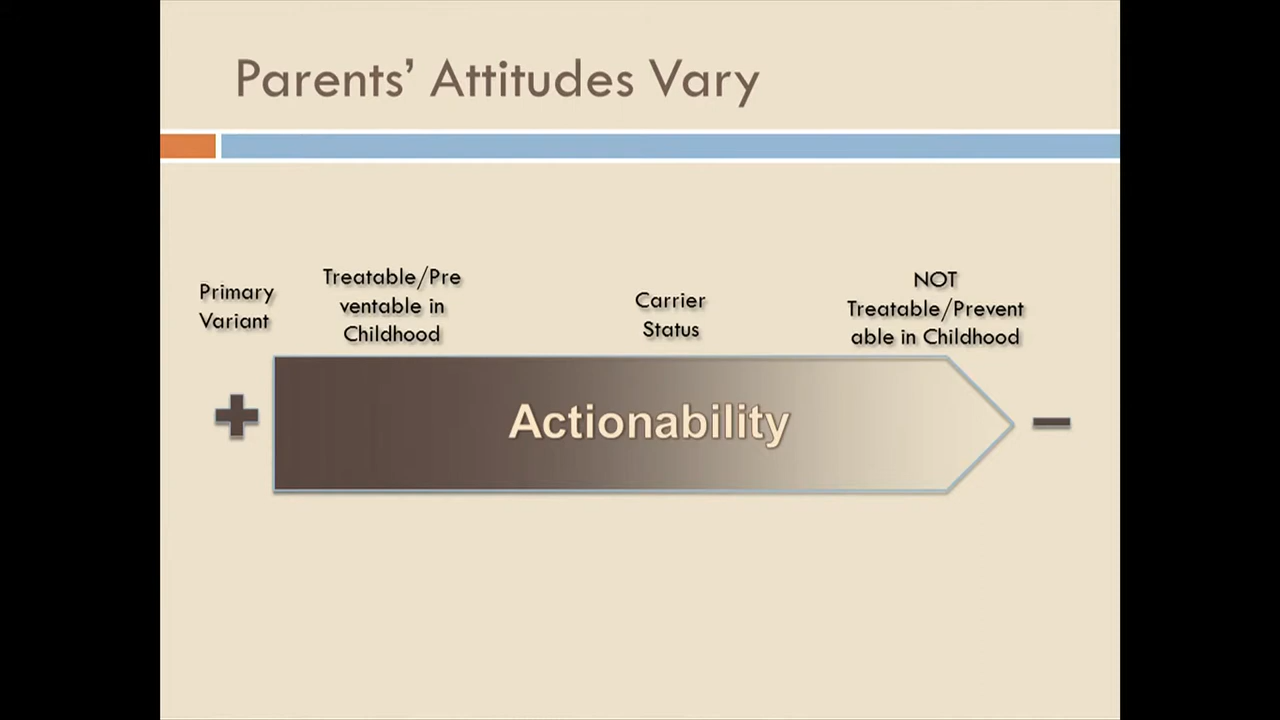 Parents’ Attitudes Vary
Primary
Variant
Treatable/Pre
ventable in
Childhood
Carrier
Status
NOT
Treatable/Prevent
able in Childhood
+
Actionability
–